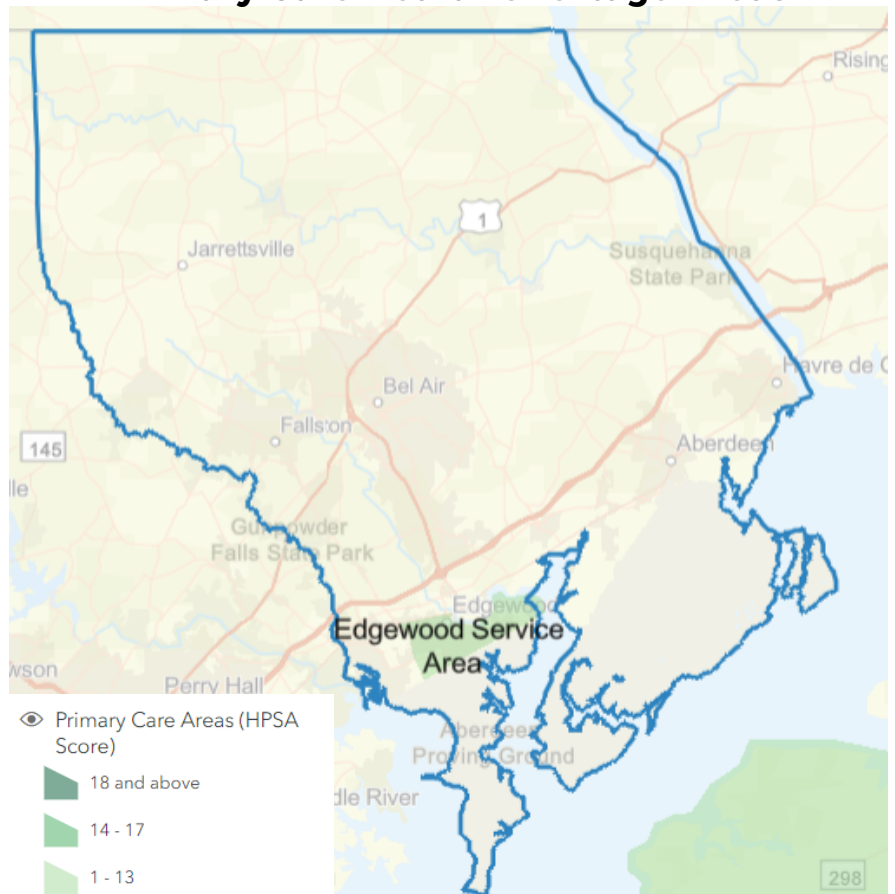 Rising
1
Jarrettsville
Susquehanna
State Park
Havre de G
Bel Air
Fallston
145
Aberdeen
lle
Gunpowder
Falls State Park
Edgewood
Edgewood Service
Area
wson
Perry Hall
Primary Care Areas (HPSA
Score)
Aberdeen
Proving Ground
18 and above
dle River
14 - 17
1 - 13
298